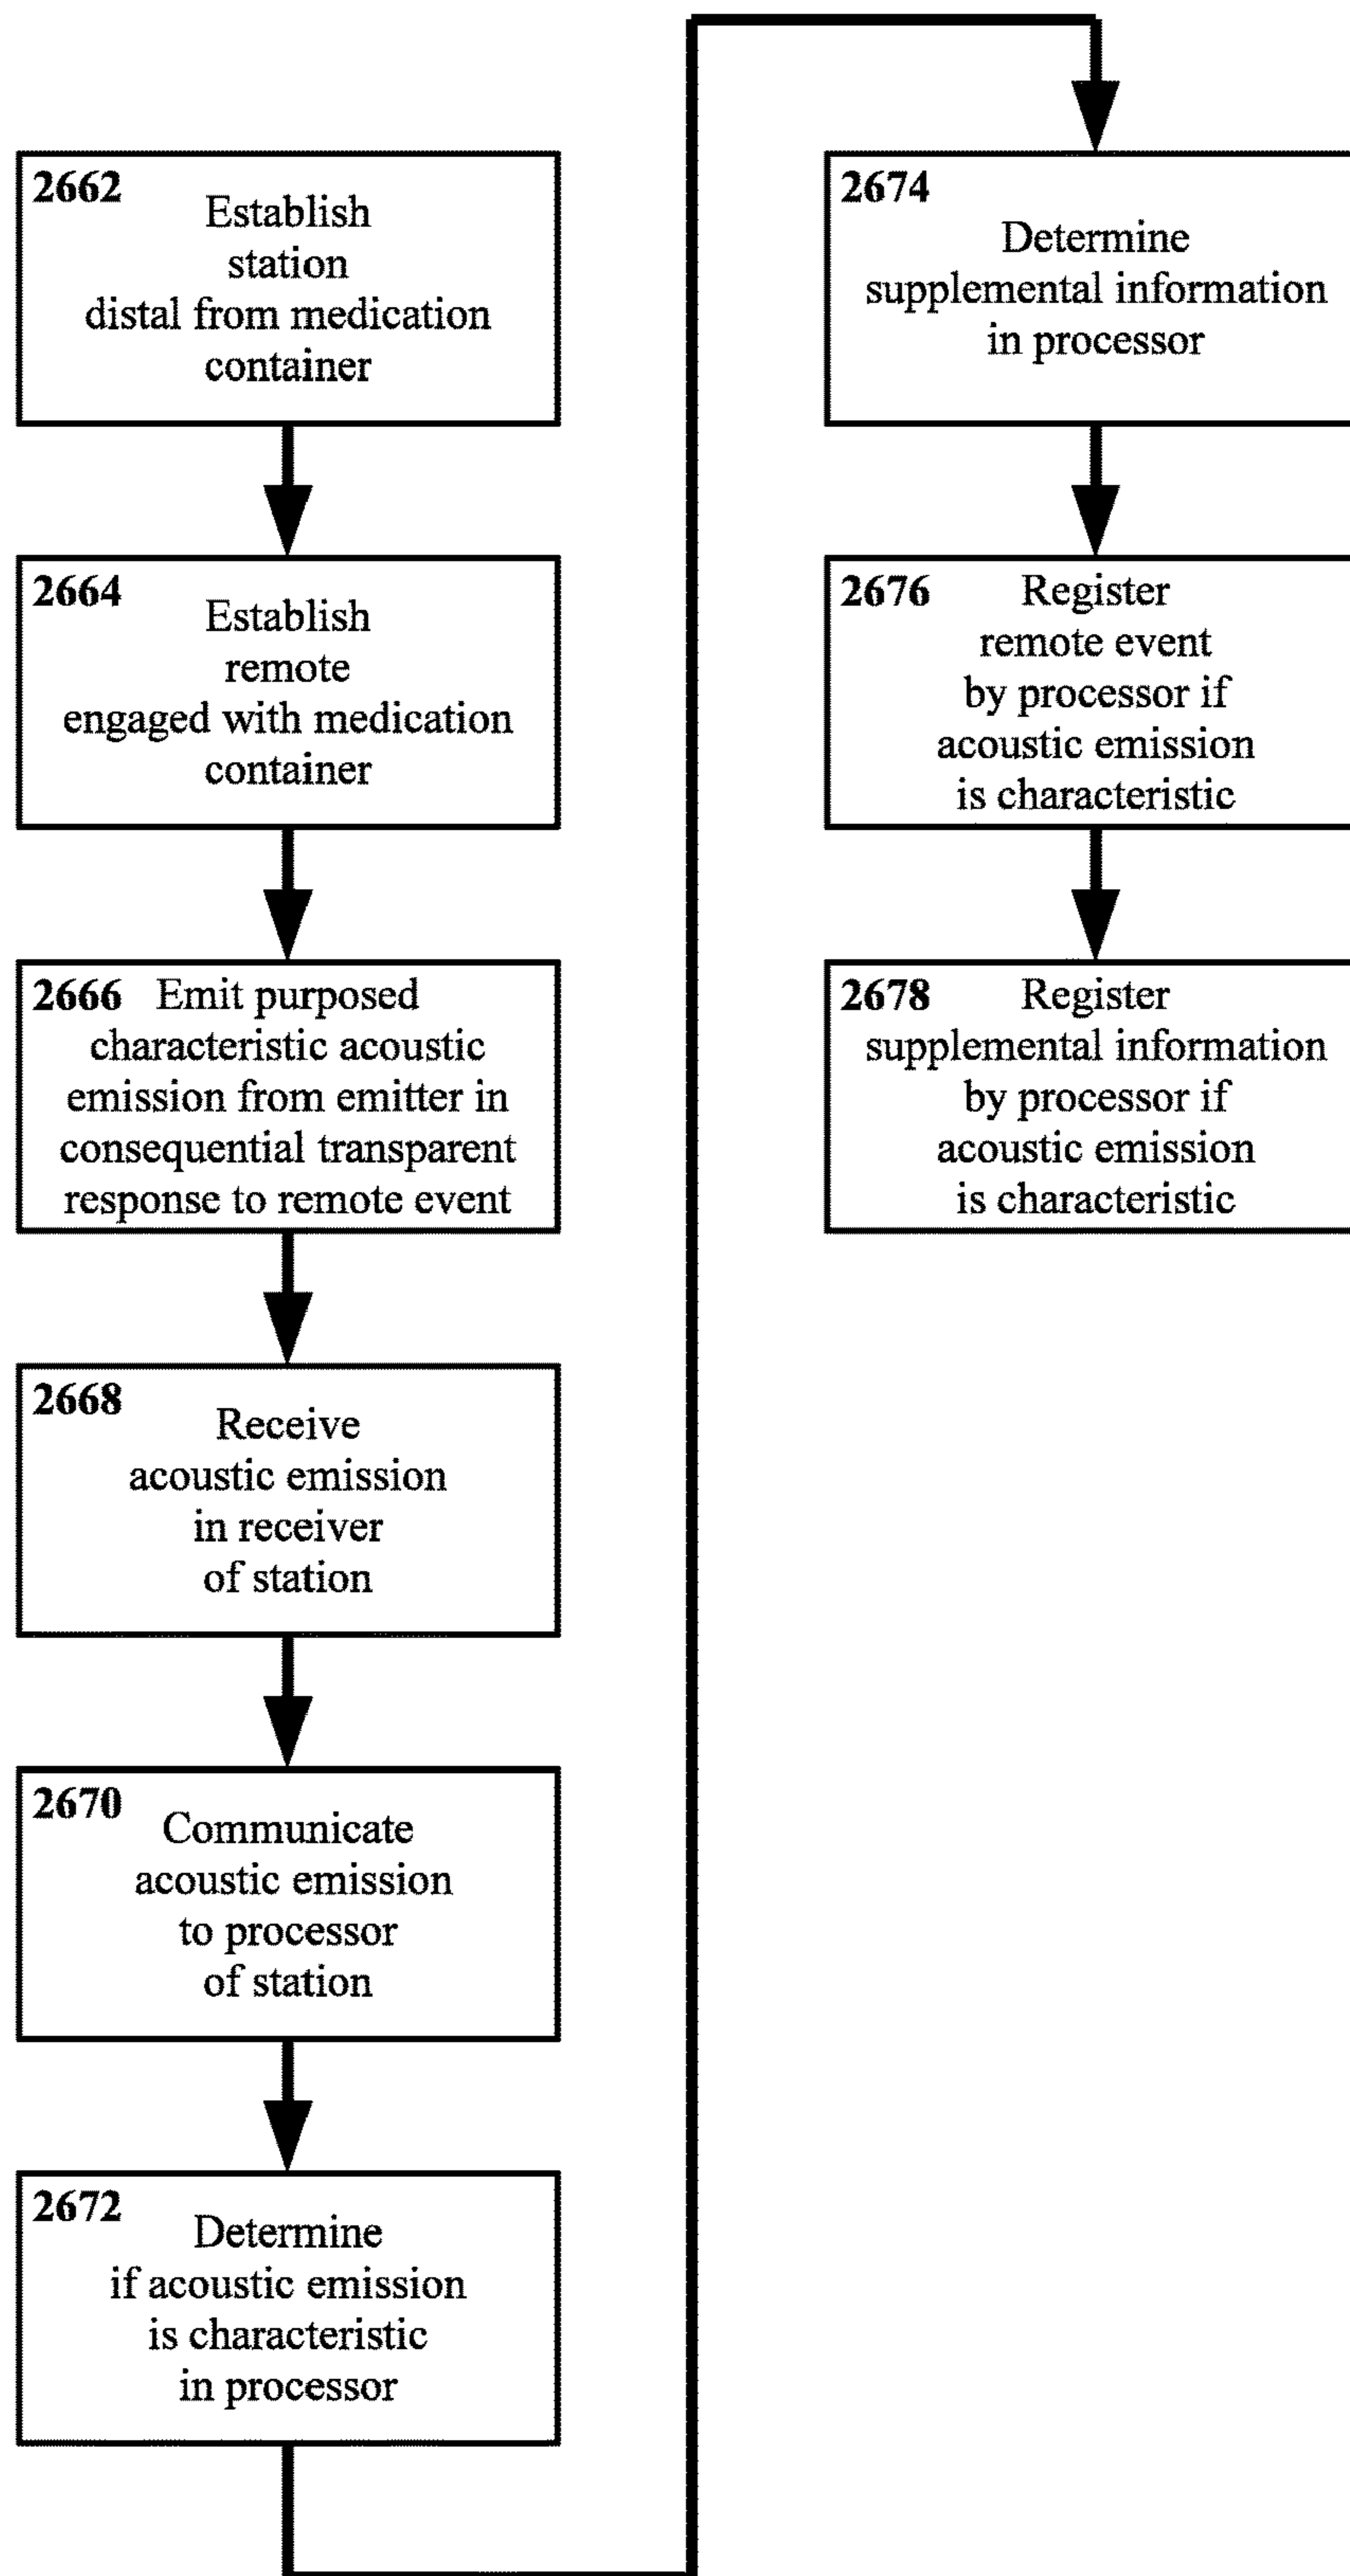 2662
Establish
station
distal from medication
container
2664
Establish
remote
engaged with medication
container
2666 Emit purposed
characteristic acoustic
emission from emitter in
consequential transparent
response to remote event
2668
Receive
acoustic emission
in receiver
of station
2670
Communicate
acoustic emission
to processor
of station
2672
Determine
if acoustic emission
is characteristic
in processor
2674
Determine
supplemental information
in processor
2676 Register
remote event
by processor if
acoustic emission
is characteristic
2678 Register
supplemental information
by processor if
acoustic emission
is characteristic